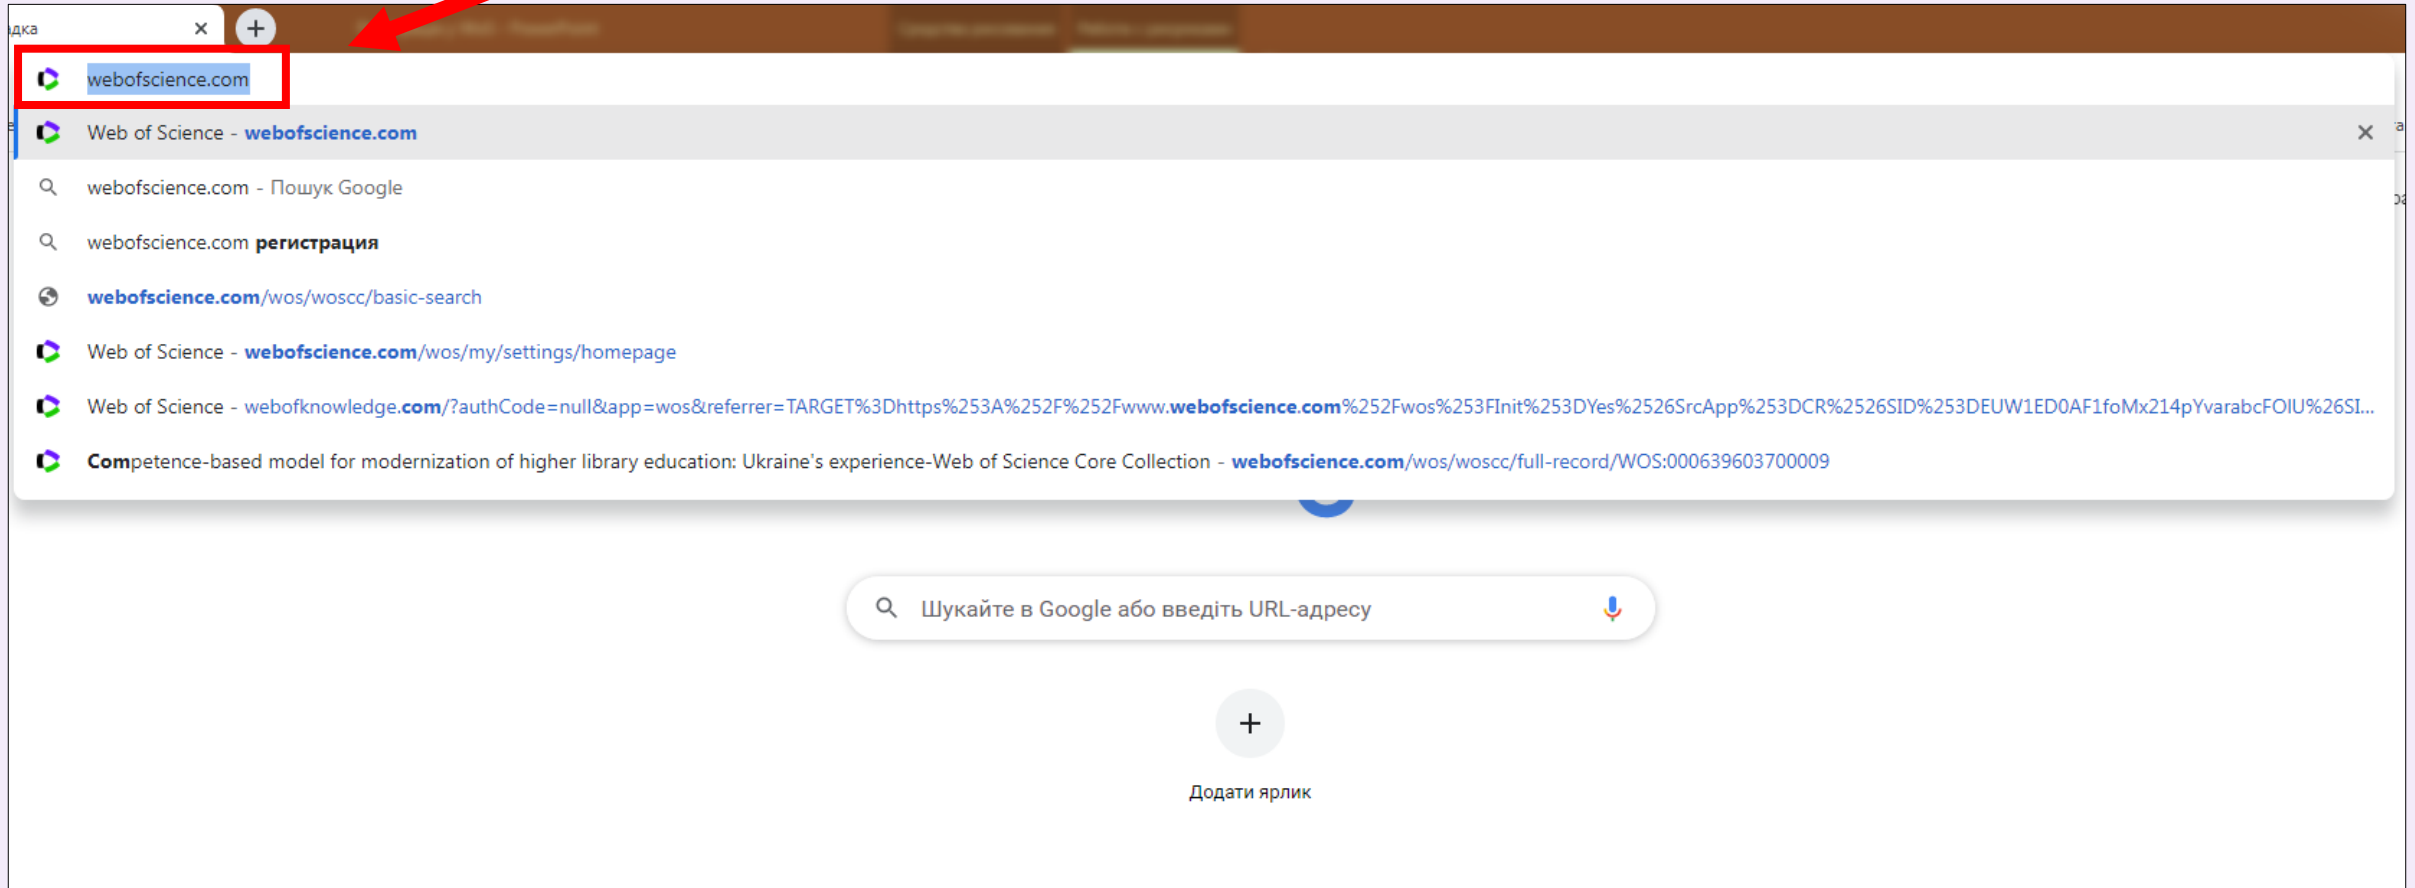 webofscience.com
Web of Science - webofscience.com
webofscience.com - Пошук Google
webofscience.com регистрация
webofscience.com/wos/woscc/basic-search
Web of Science - webofscience.com/wos/my/settings/homepage
Web of Science - webofknowledge.com/?authCode=null&app=wos&referrer=TARGET%3Dhttps%253A%252F%252Fwww.webofscience.com%252Fwos%253FInit%253DYes%2526SrcApp%253DCR%2526SID%253DEUW1ED0AF1foMx214pYvarabcFOlU%26SI...
Competence-based model for modernization of higher library education: Ukraine's experience-Web of Science Core Collection - webofscience.com/wos/woscc/full-record/WOS:000639603700009
Шукайте в Google або введіть URL-адресу
Додати ярлик